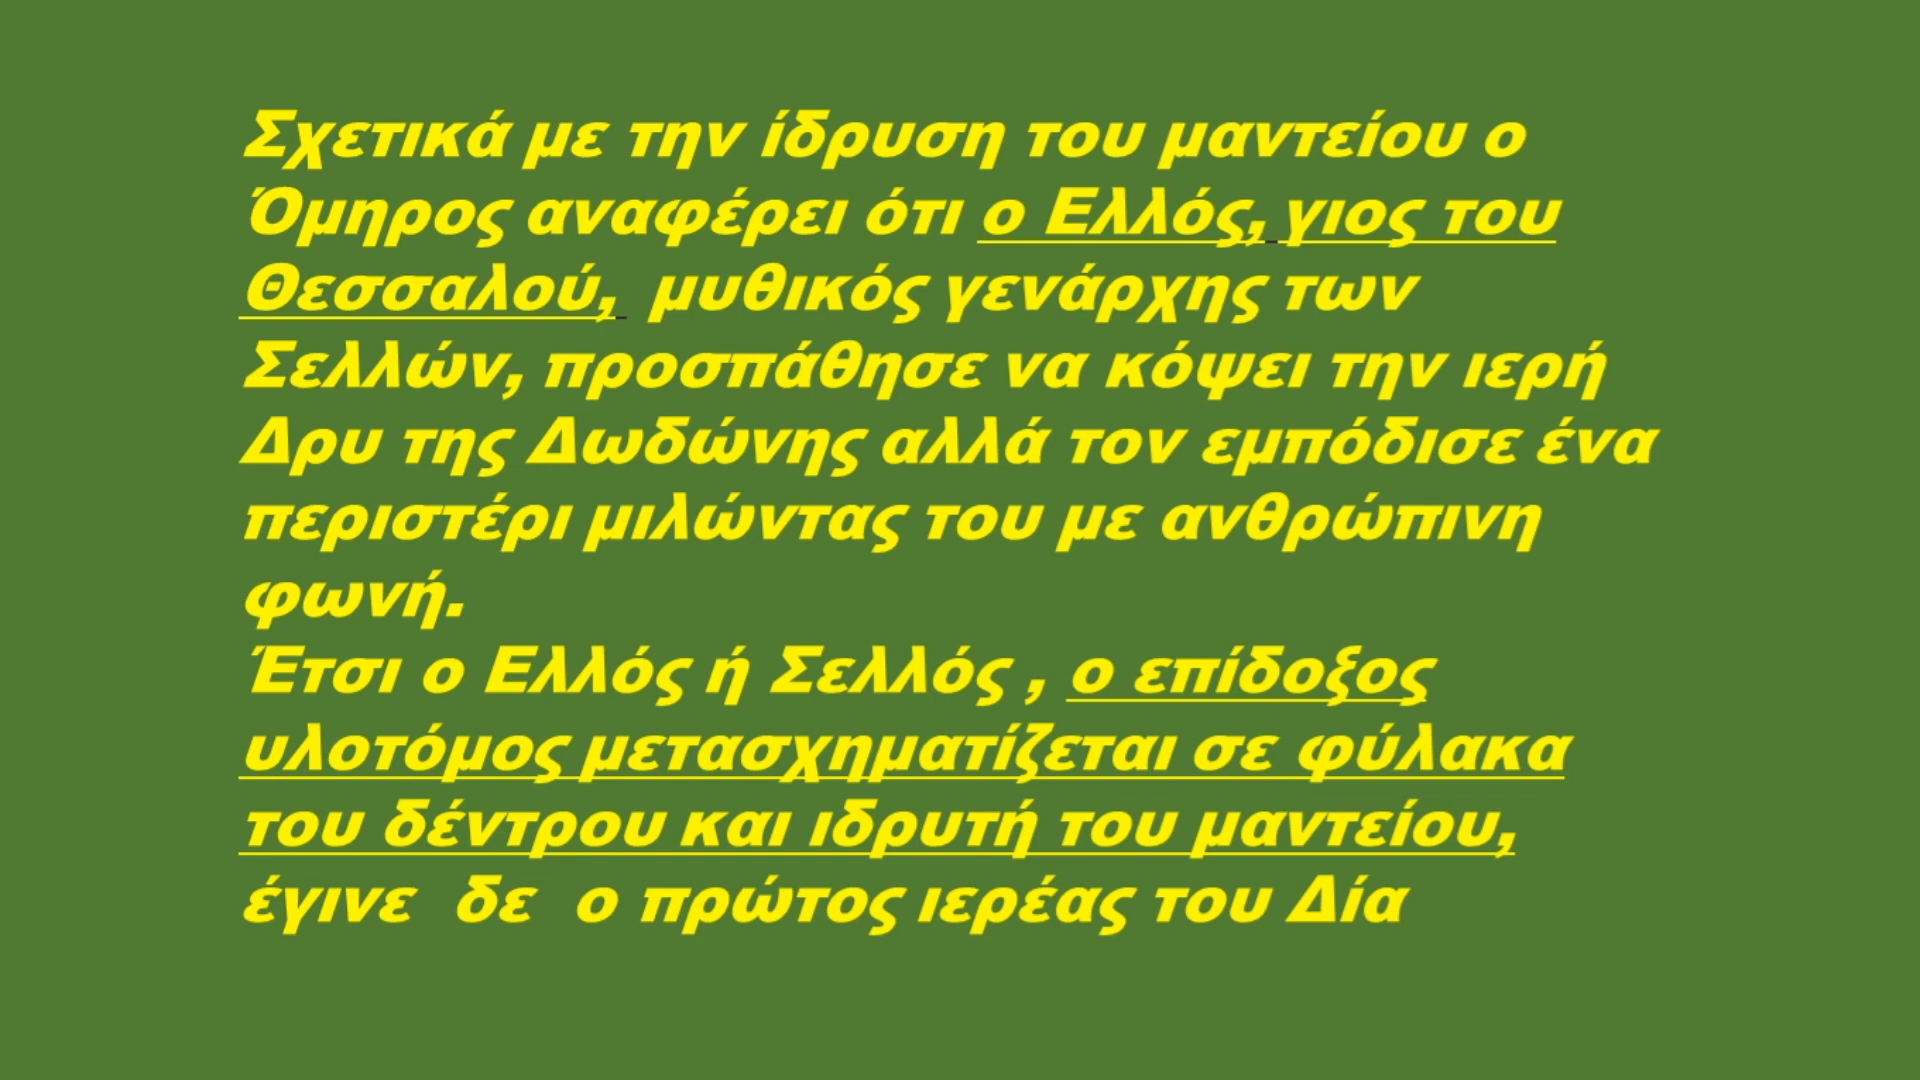 Σχετικά με την ίδρυση του μαντείου ο
Όμηρος αναφέρει ότι ο Ελλός, γιος του
Θεσσαλού, μυθικός γενάρχης των
Σελλών, προσπάθησε να κόψει την ιερή
Δρυ της Δωδώνης αλλά τον εμπόδισε ένα
περιστέρι μιλώντας του με ανθρώπινη
φωνή.
Έτσι ο Ελλός ή Σελλός , ο επίδοξος
υλοτόμος μετασχηματίζεται σε φύλακα
του δέντρου και ιδρυτή του μαντείου,
έγινε δε ο πρώτος ιερέας του Δία